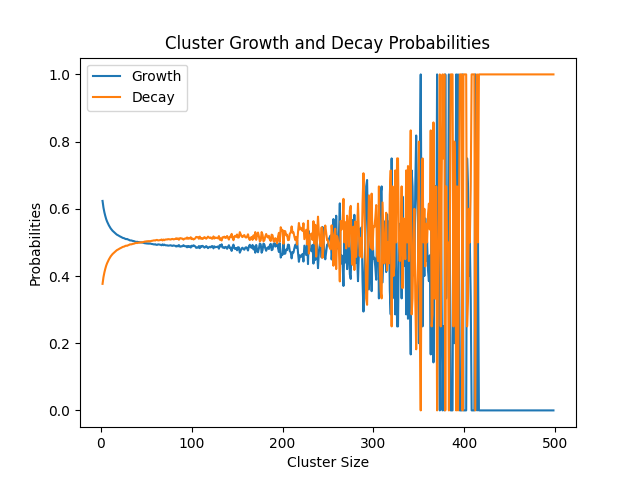 Cluster Growth and Decay Probabilities
Growth
Decay
1.0
0.8
0.6
0.4
0.2
0.0
Probabilities
0
100
200
300
400
500
Cluster Size